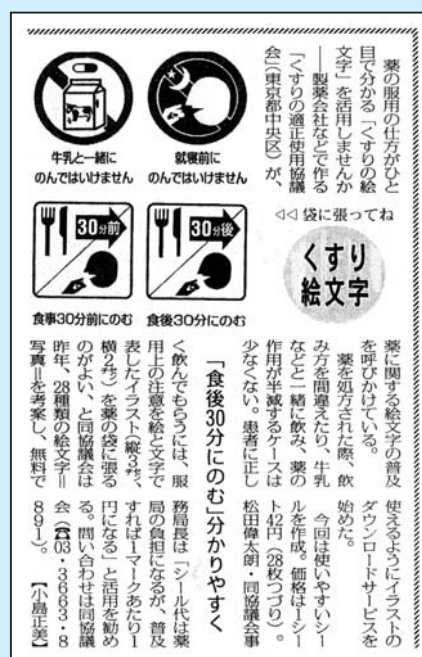 薬の服用の仕方がひと
目で分かる「くすりの絵
文字」を活用しませんか
――製薬会社などで作る
「くすりの適正使用協議
会」(東京都中央区)が、
◁◁ 袋に張ってね
くすり
絵文字
就寝前に
のんではいけません
牛乳と一緒に
のんではいけません
30分後
食後30分にのむ
30分前
食事30分前にのむ
薬に関する絵文字の普及
を呼びかけている。
薬を処方された際、飲
み方を間違えたり、牛乳
などと一緒に飲み、薬の
作用が半減するケースは
少なくない。患者に正し
「食後30分にのむ」分かりやすく
く飲んでもらうには、服
用上の注意を絵と文字で
表したイラスト(縦3㌢、
横2㌢)を薬の袋に張る
のがよい、と同協議会は
昨年、28種類の絵文字=
写真=を考案し、無料で
使えるようにイラストの
ダウンロードサービスを
始めた。
今回は使いやすいシー
ルを作成。価格は1シー
ト42円(28枚つづり)。
松田偉太朗・同協議会事
務局長は「シール代は薬
局の負担になるが、普及
すれば1マークあたり1
円になる」と活用を勧め
る。問い合わせは同協議
会(☎03・3663・8
891)。【小島正美】